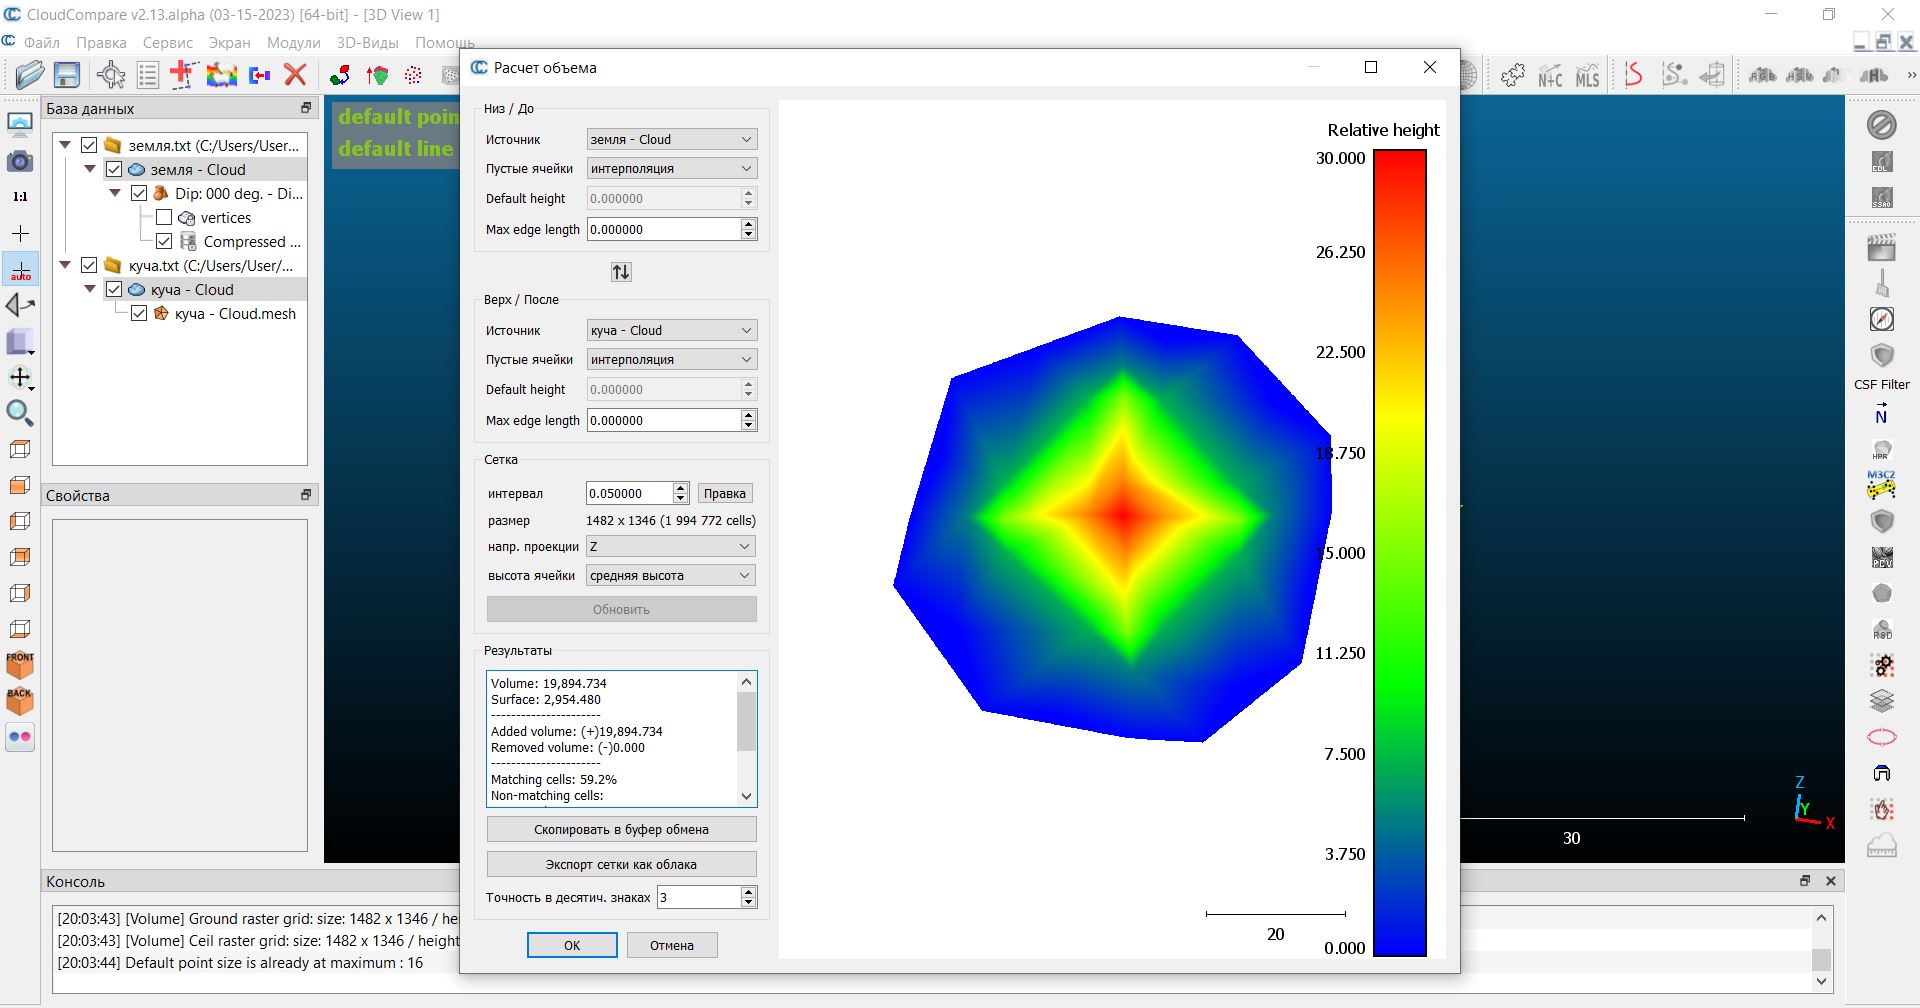 CloudCompare v2.13.alpha (03-15-2023) [64-bit] - [3D View 1]
Файл Правка Сервис Экран Модули 3D-Виды Помощь
N+C MLS
База данных
земля.txt (C:/Users/User...
земля - Cloud
Dip: 000 deg. - Di...
vertices
Compressed ...
куча.txt (C:/Users/User/...
куча - Cloud
куча - Cloud.mesh
1:1
auto
FRONT
BACK
Свойства
default poin
default line
Расчет объема
Низ / До
Источник земля - Cloud
Пустые ячейки интерполяция
Default height 0.000000
Max edge length 0.000000
Верх / После
Источник куча - Cloud
Пустые ячейки интерполяция
Default height 0.000000
Max edge length 0.000000
Сетка
интервал 0.050000 Правка
размер 1482 x 1346 (1 994 772 cells)
напр. проекции Z
высота ячейки средняя высота
Обновить
Результаты
Volume: 19,894.734
Surface: 2,954.480
----------------------
Added volume: (+)19,894.734
Removed volume: (-)0.000
----------------------
Matching cells: 59.2%
Non-matching cells:
Скопировать в буфер обмена
Экспорт сетки как облака
Точность в десятич. знаках 3
ОК Отмена
Relative height
30.000
26.250
22.500
18.750
15.000
11.250
7.500
3.750
0.000
20
EDL
SSAO
CSF Filter
N
HPR
M3C2
PCV
RSD
Z
Y
X
30
Консоль
[20:03:43] [Volume] Ground raster grid: size: 1482 x 1346 / he
[20:03:43] [Volume] Ceil raster grid: size: 1482 x 1346 / height
[20:03:44] Default point size is already at maximum : 16